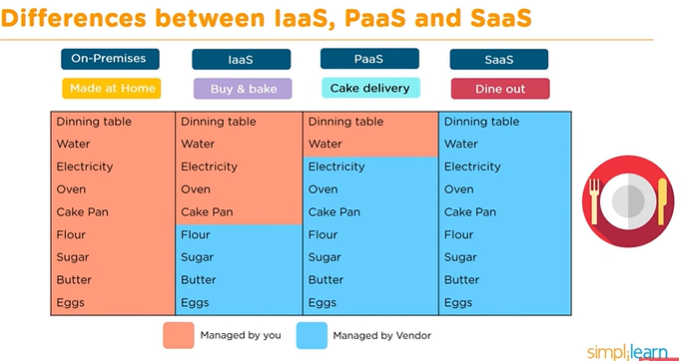 Differences between IaaS, PaaS and SaaS
On-Premises IaaS PaaS SaaS
Made at Home Buy & bake Cake delivery Dine out
Dinning table Dinning table Dinning table Dinning table
Water Water Water Water
Electricity Electricity Electricity Electricity
Oven Oven Oven Oven
Cake Pan Cake Pan Cake Pan Cake Pan
Flour Flour Flour Flour
Sugar Sugar Sugar Sugar
Butter Butter Butter Butter
Eggs Eggs Eggs Eggs
Managed by you Managed by Vendor
simplilearn